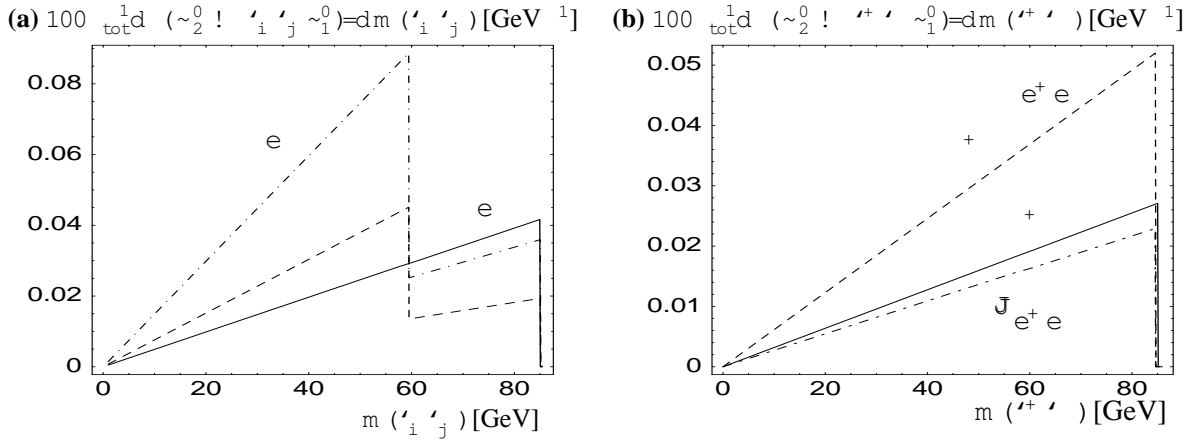 (a) 100 1/tot d (~0 2 ! ‘i ‘j ~0 1)=dm (‘i ‘j)[GeV 1]
0.08
0.06
0.04
0.02
0
e
e
0 20 40 60 80
m (‘i ‘j)[GeV]
(b) 100 1/tot d (~0 2 ! ‘+ ‘ ~0 1)=dm (‘+ ‘ )[GeV 1]
0.05
0.04
0.03
0.02
0.01
0
e+ e
+
+
J
e+ e
0 20 40 60 80
m (‘+ ‘ )[GeV]